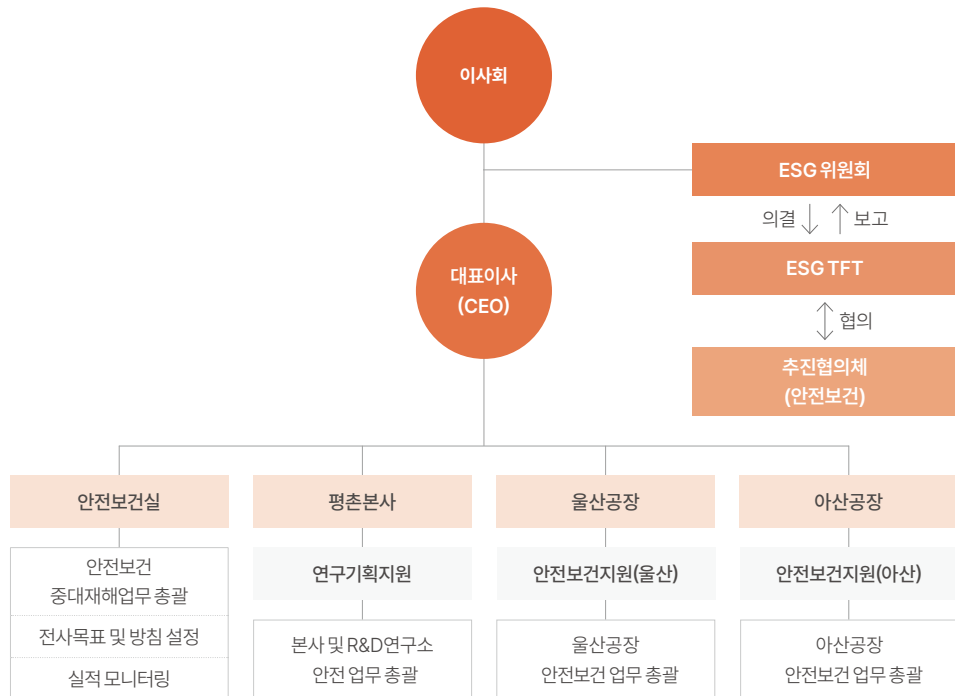 이사회
ESG 위원회
의결
보고
ESG TFT
대표이사
(CEO)
협의
추진협의체
(안전보건)
안전보건실
평촌본사
울산공장
아산공장
안전보건
중대재해업무 총괄
전사목표 및 방침 설정
실적 모니터링
연구기획지원
본사 및 R&D연구소
안전 업무 총괄
안전보건지원(울산)
울산공장
안전보건 업무 총괄
안전보건지원(아산)
아산공장
안전보건 업무 총괄